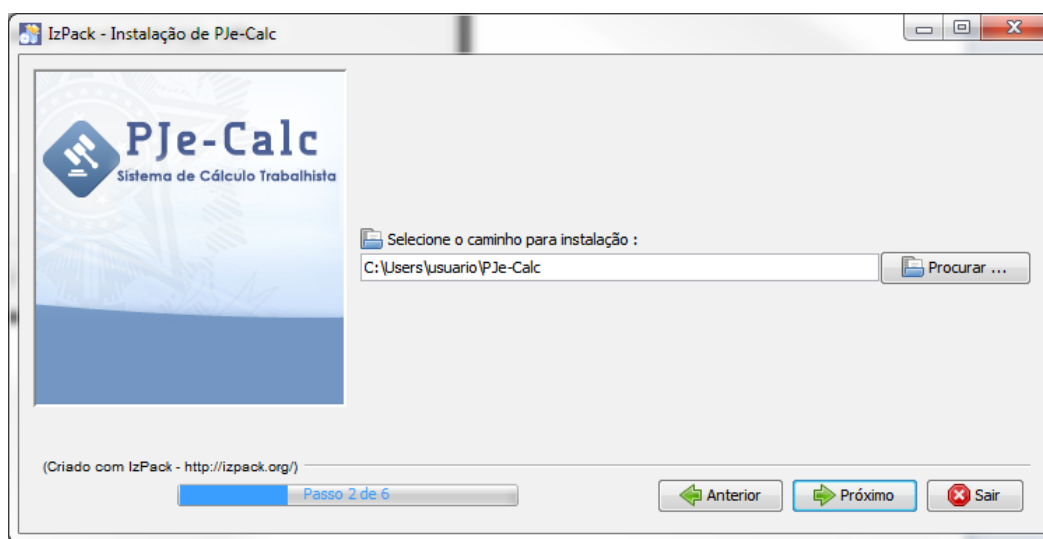 IzPack - Instalação de PJe-Calc
PJe-Calc
Sistema de Cálculo Trabalhista
Selecione o caminho para instalação :
C:\Users\usuario\PJe-Calc
Procurar ...
(Criado com IzPack - http://izpack.org/)
Passo 2 de 6
Anterior
Próximo
Sair